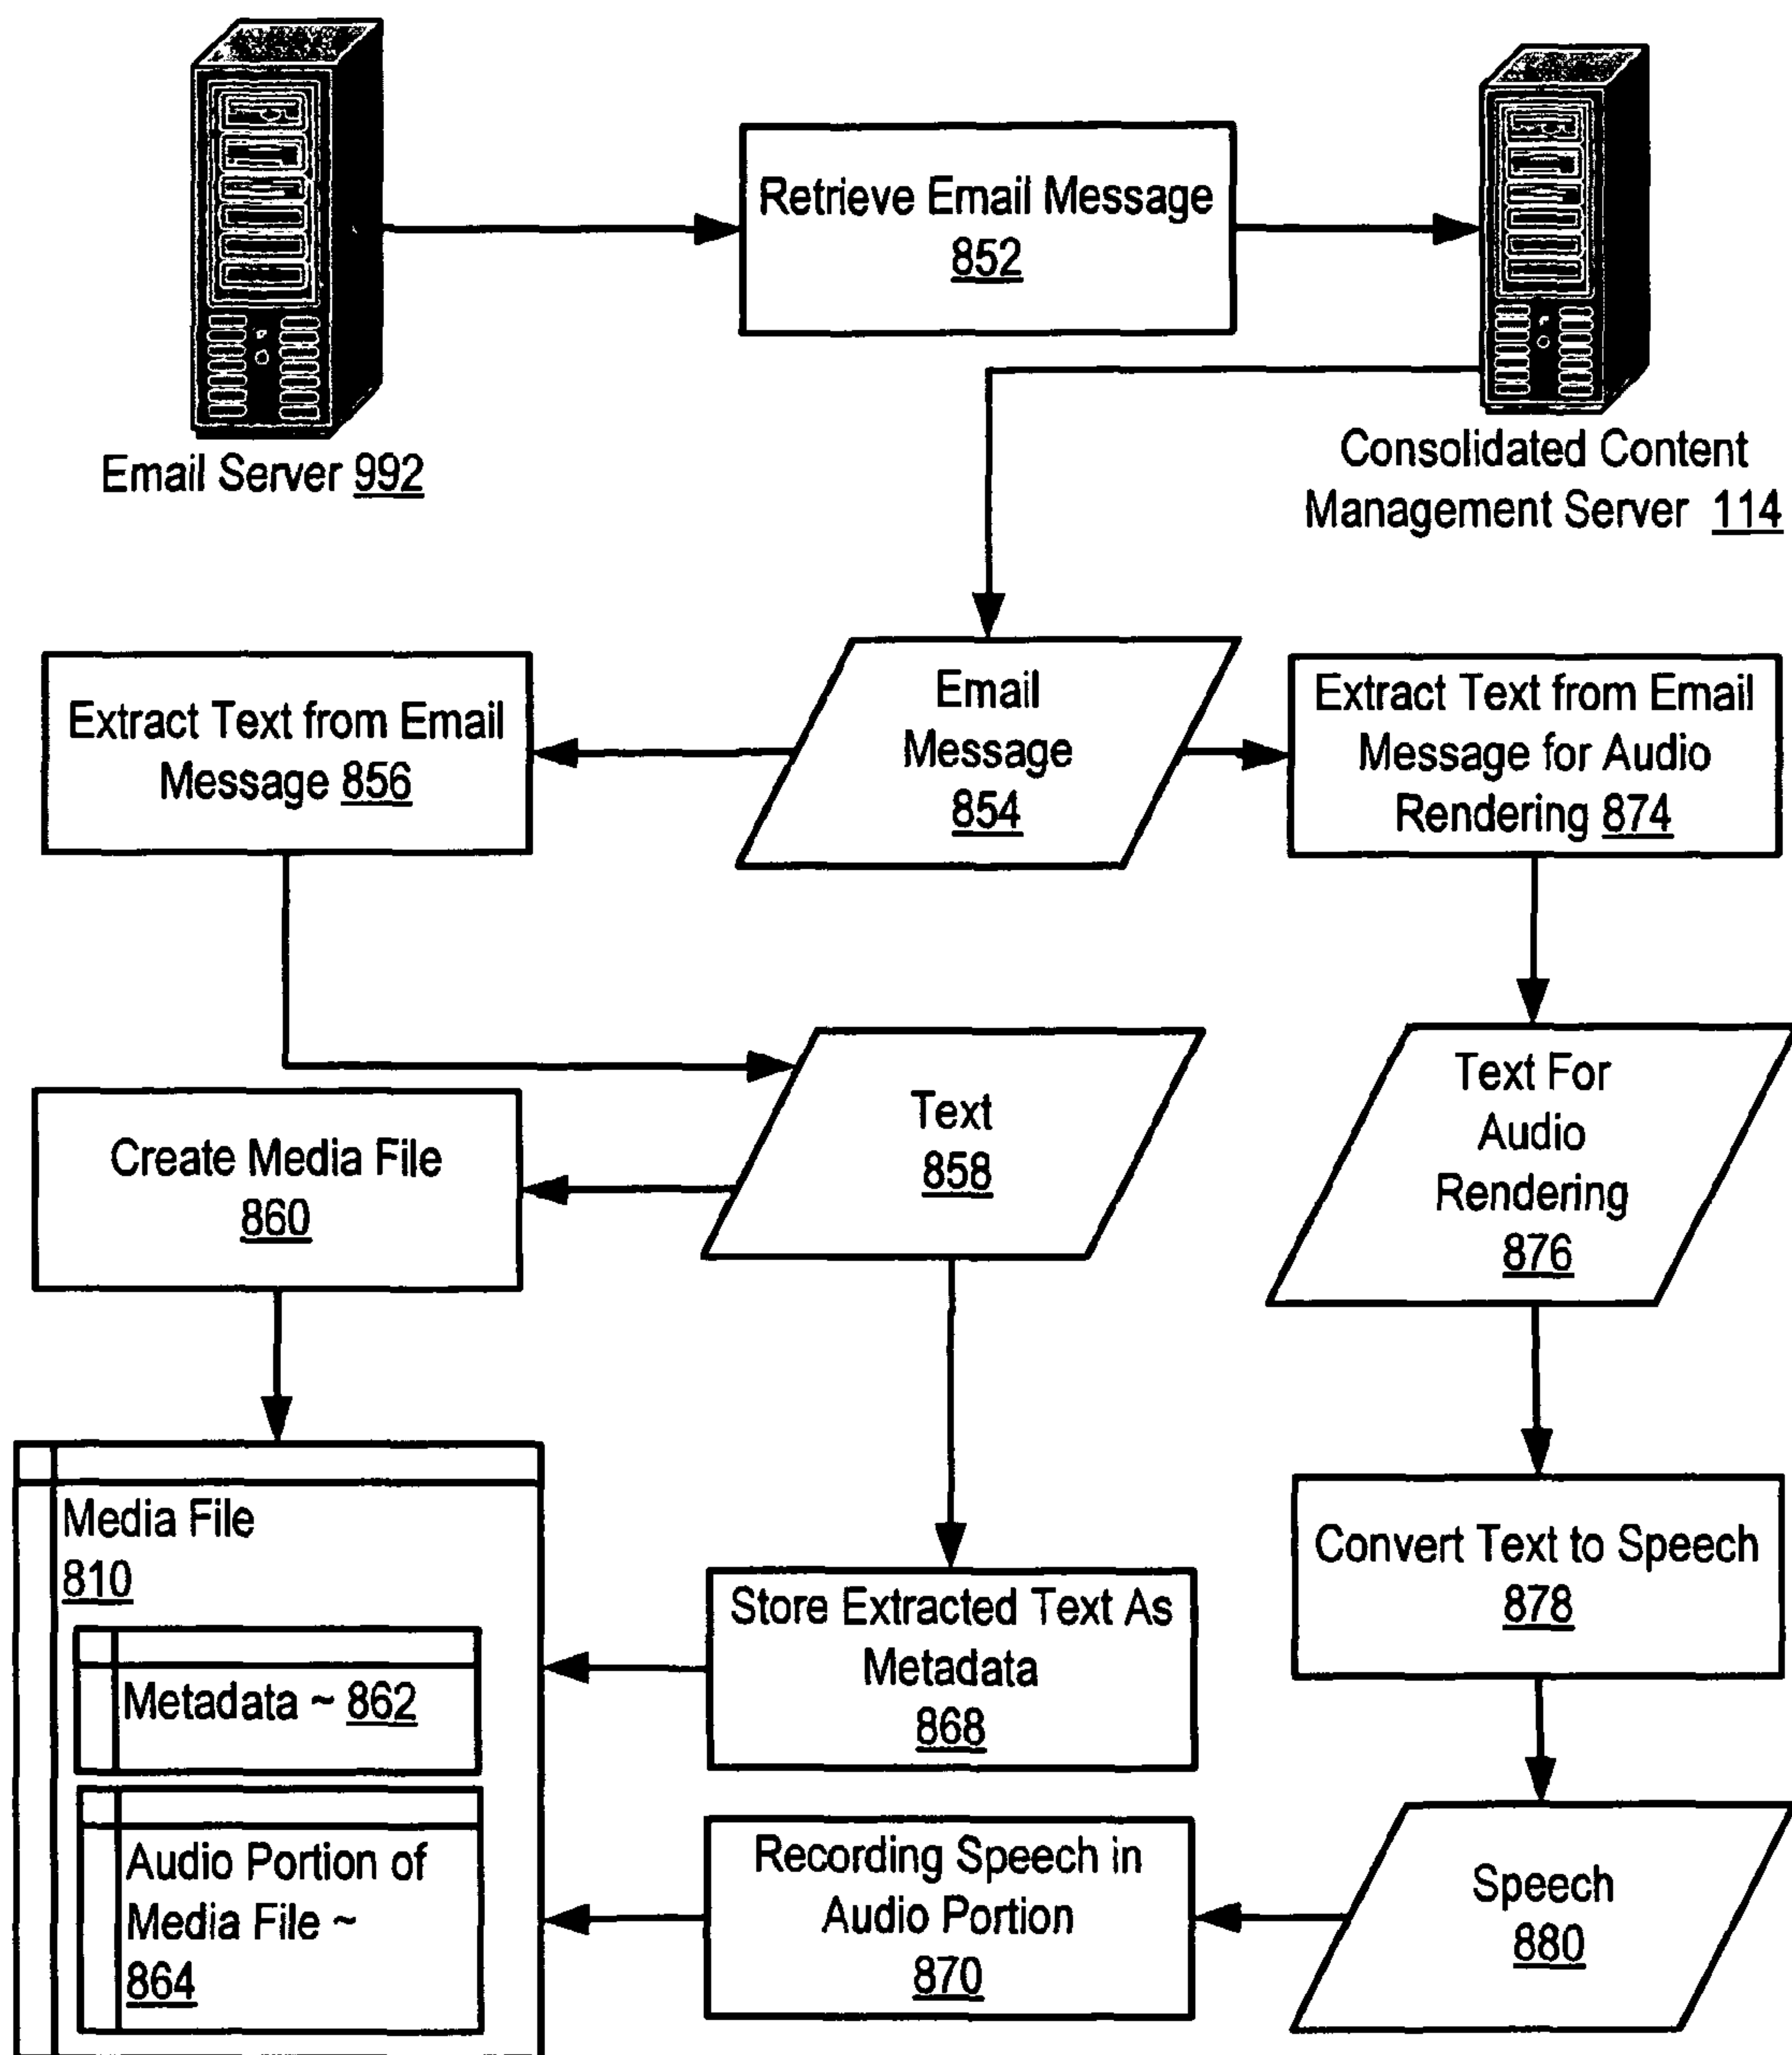 Retrieve Email Message
852
Email Server 992
Consolidated Content
Management Server 114
Extract Text from Email
Message 856
Email
Message
854
Extract Text from Email
Message for Audio
Rendering 874
Text
858
Text For
Audio
Rendering
876
Create Media File
860
Media File
810
Metadata ~ 862
Audio Portion of
Media File ~
864
Store Extracted Text As
Metadata
868
Convert Text to Speech
878
Recording Speech in
Audio Portion
870
Speech
880